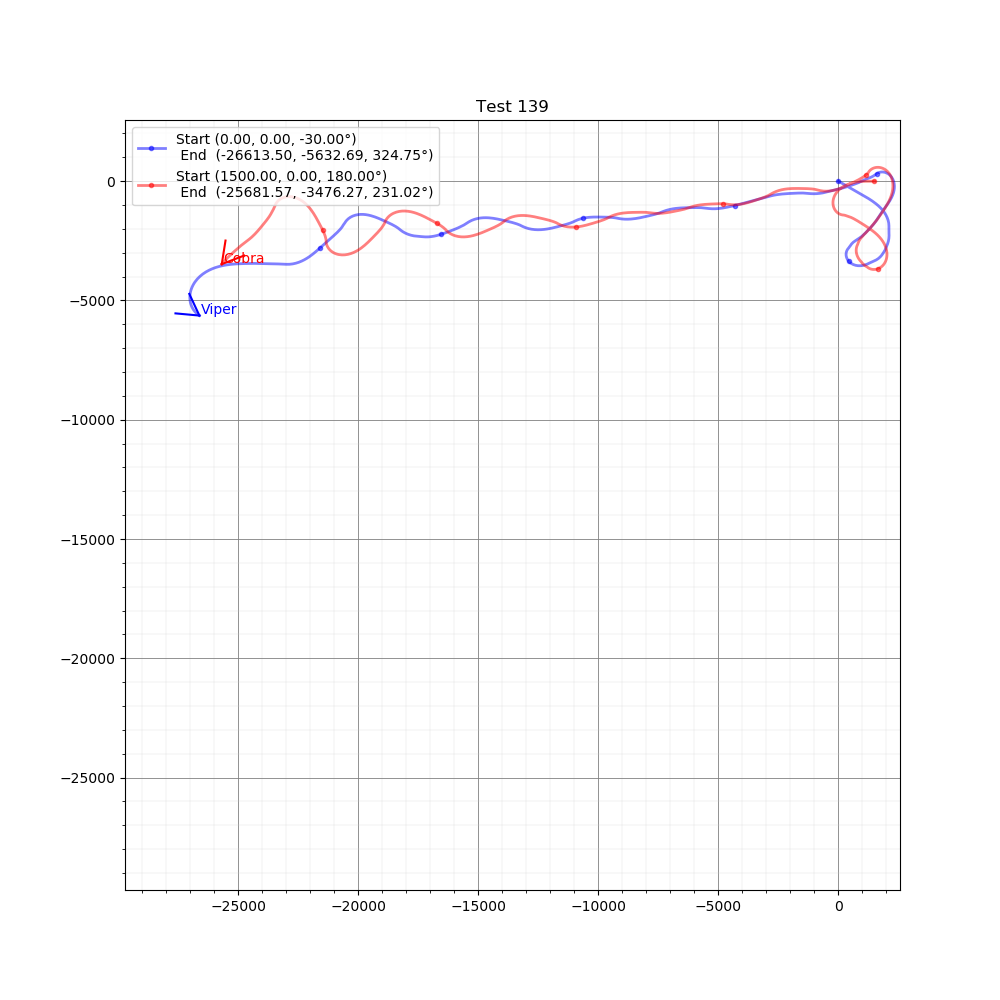 Test 139
Start (0.00, 0.00, -30.00°)
End (-26613.50, -5632.69, 324.75°)
Start (1500.00, 0.00, 180.00°)
End (-25681.57, -3476.27, 231.02°)
0
Cobra
−5000
Viper
−10000
−15000
−20000
−25000
−25000 −20000 −15000 −10000 −5000 0